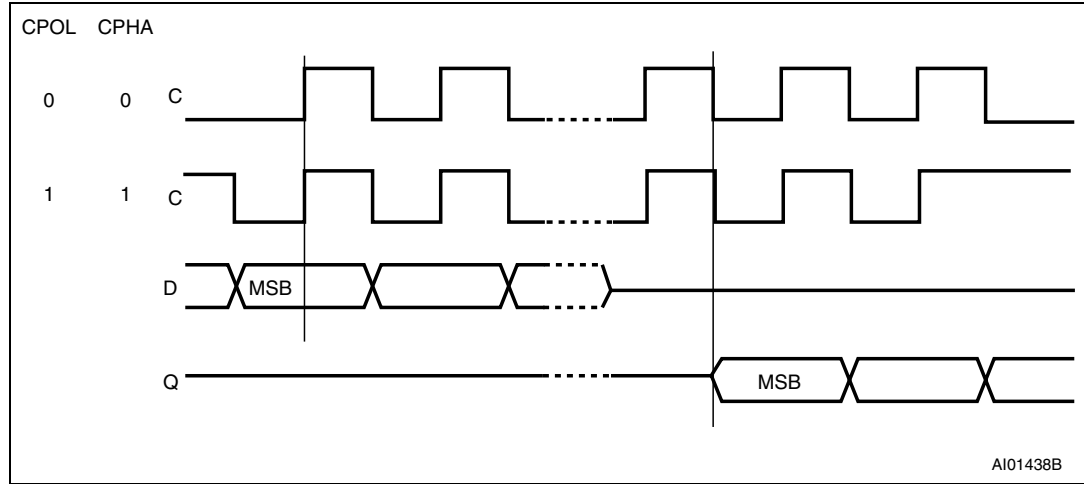 CPOL CPHA
0 0 C
1 1 C
D MSB
Q MSB
AI01438B